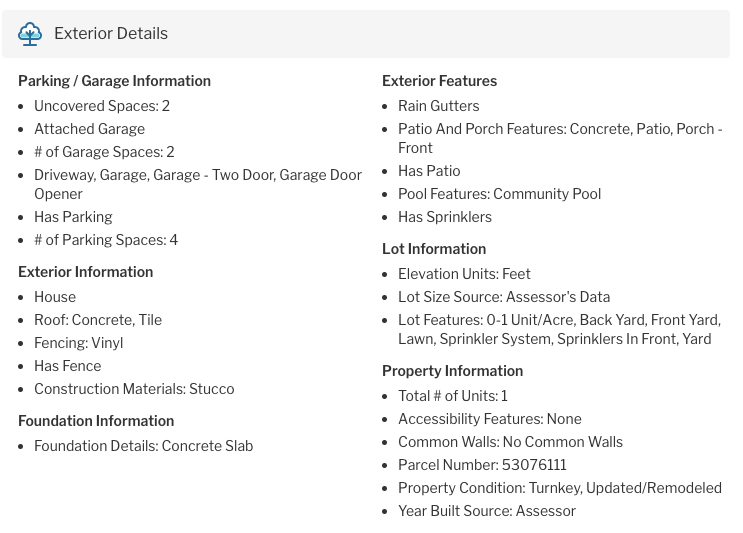 Exterior Details
Parking / Garage Information
Uncovered Spaces: 2
Attached Garage
# of Garage Spaces: 2
Driveway, Garage, Garage - Two Door, Garage Door
Opener
Has Parking
# of Parking Spaces: 4
Exterior Information
House
Roof: Concrete, Tile
Fencing: Vinyl
Has Fence
Construction Materials: Stucco
Foundation Information
Foundation Details: Concrete Slab
Exterior Features
Rain Gutters
Patio And Porch Features: Concrete, Patio, Porch -
Front
Has Patio
Pool Features: Community Pool
Has Sprinklers
Lot Information
Elevation Units: Feet
Lot Size Source: Assessor's Data
Lot Features: 0-1 Unit/Acre, Back Yard, Front Yard,
Lawn, Sprinkler System, Sprinklers In Front, Yard
Property Information
Total # of Units: 1
Accessibility Features: None
Common Walls: No Common Walls
Parcel Number: 53076111
Property Condition: Turnkey, Updated/Remodeled
Year Built Source: Assessor